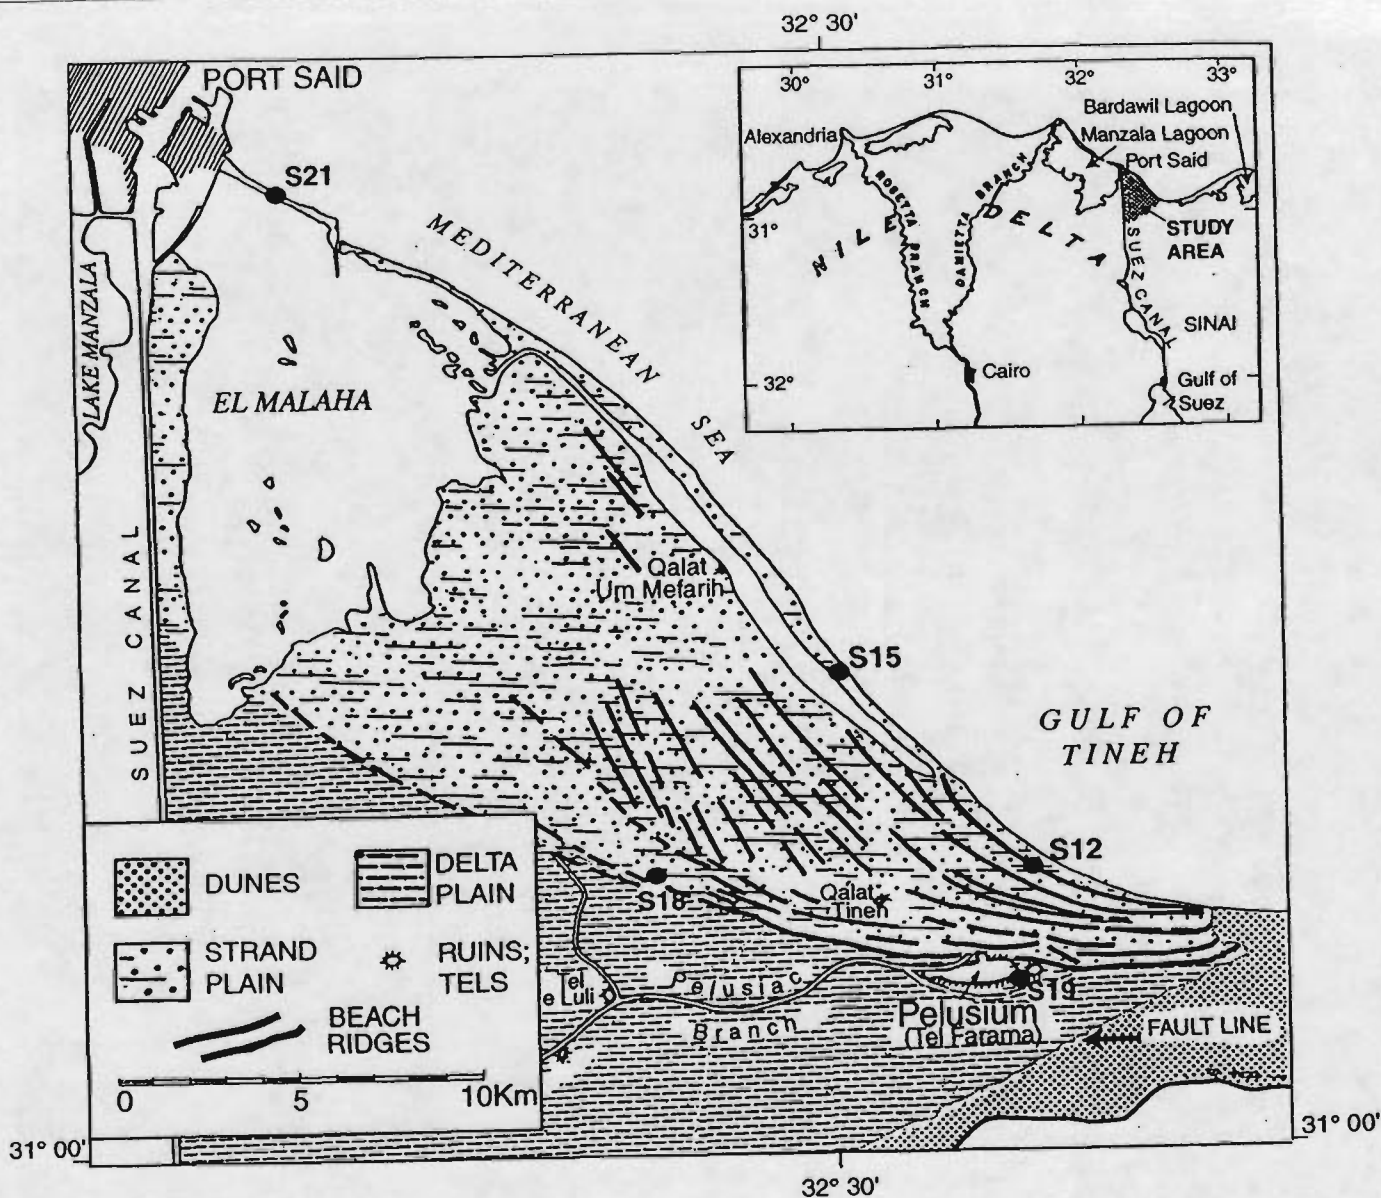 32° 30'
PORT SAID
S21
MEDITERRANEAN
SEA
LAKE MANZALA
EL MALAHA
SUEZ CANAL
Qalat
Um Mefarih
S15
GULF OF
TINEH
S12
S18
Qalat
Tineh
S19
Tel
e Luli
Pelusiac
Branch
Pelusium
(Tel Farama)
FAULT LINE
30°
31°
32°
33°
Bardawil Lagoon
Alexandria
Manzala Lagoon
Port Said
ROSETTA BRANCH
DAMIETTA BRANCH
NILE DELTA
31°
STUDY
AREA
SUEZ CANAL
SINAI
32°
Cairo
Gulf of
Suez
DUNES
DELTA
PLAIN
STRAND
PLAIN
RUINS;
TELS
BEACH
RIDGES
0 5 10Km
31° 00'
31° 00'
32° 30'